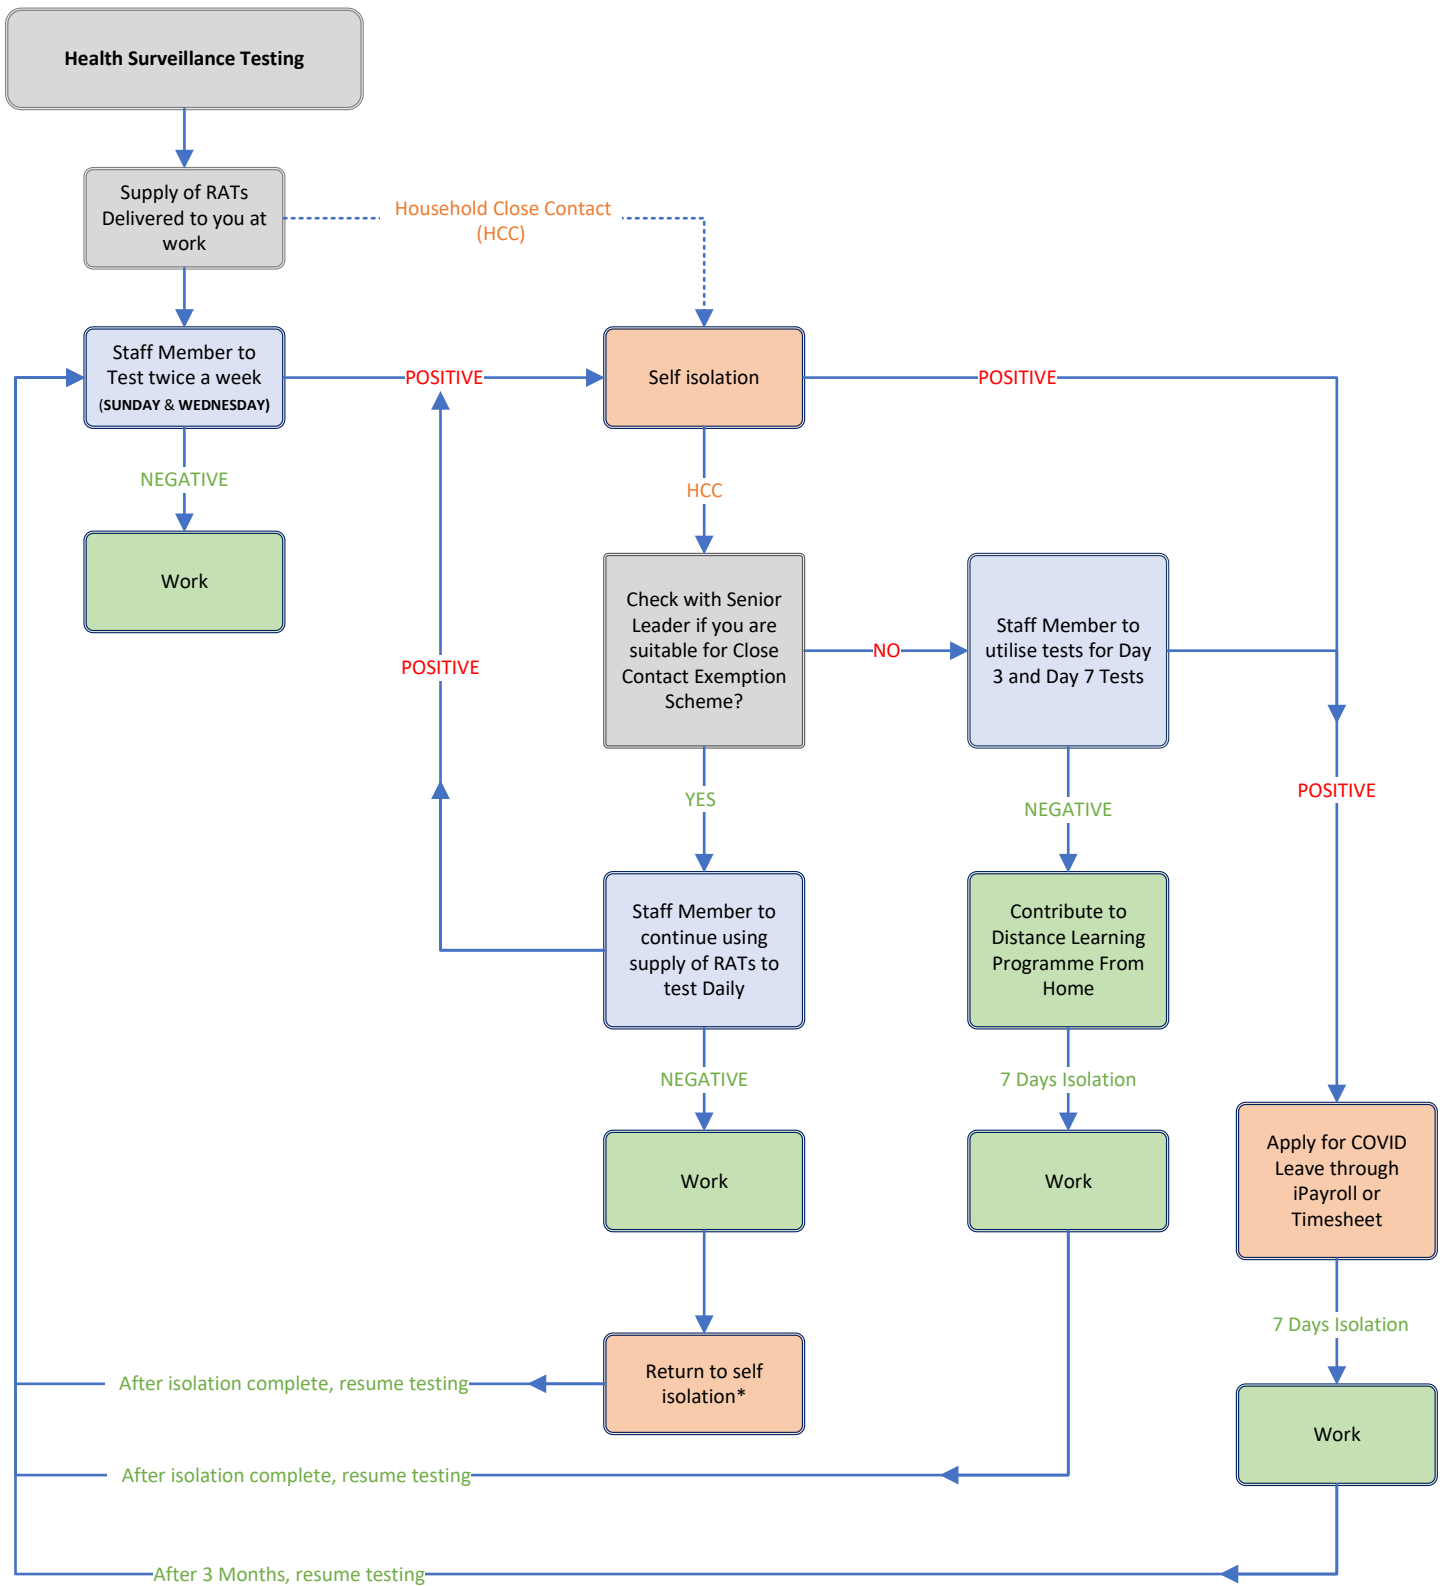 Health Surveillance Testing
Supply of RATs
Delivered to you at
work
Household Close Contact
(HCC)
Staff Member to
Test twice a week
(SUNDAY & WEDNESDAY)
POSITIVE
Self isolation
POSITIVE
NEGATIVE
HCC
Work
Check with Senior
Leader if you are
suitable for Close
Contact Exemption
Scheme?
NO
Staff Member to
utilise tests for Day
3 and Day 7 Tests
POSITIVE
POSITIVE
YES
NEGATIVE
Staff Member to
continue using
supply of RATs to
test Daily
Contribute to
Distance Learning
Programme From
Home
NEGATIVE
7 Days Isolation
Work
Work
Apply for COVID
Leave through
iPayroll or
Timesheet
7 Days Isolation
Return to self
isolation*
After isolation complete, resume testing
Work
After isolation complete, resume testing
After 3 Months, resume testing